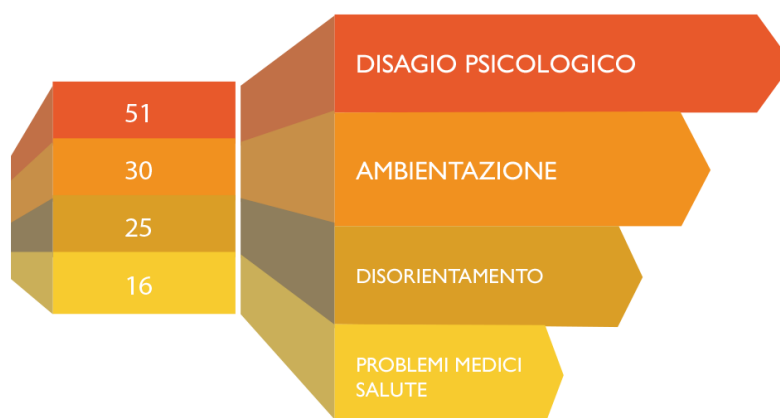 51
DISAGIO PSICOLOGICO
30
AMBIENTAZIONE
25
DISORIENTAMENTO
16
PROBLEMI MEDICI
SALUTE